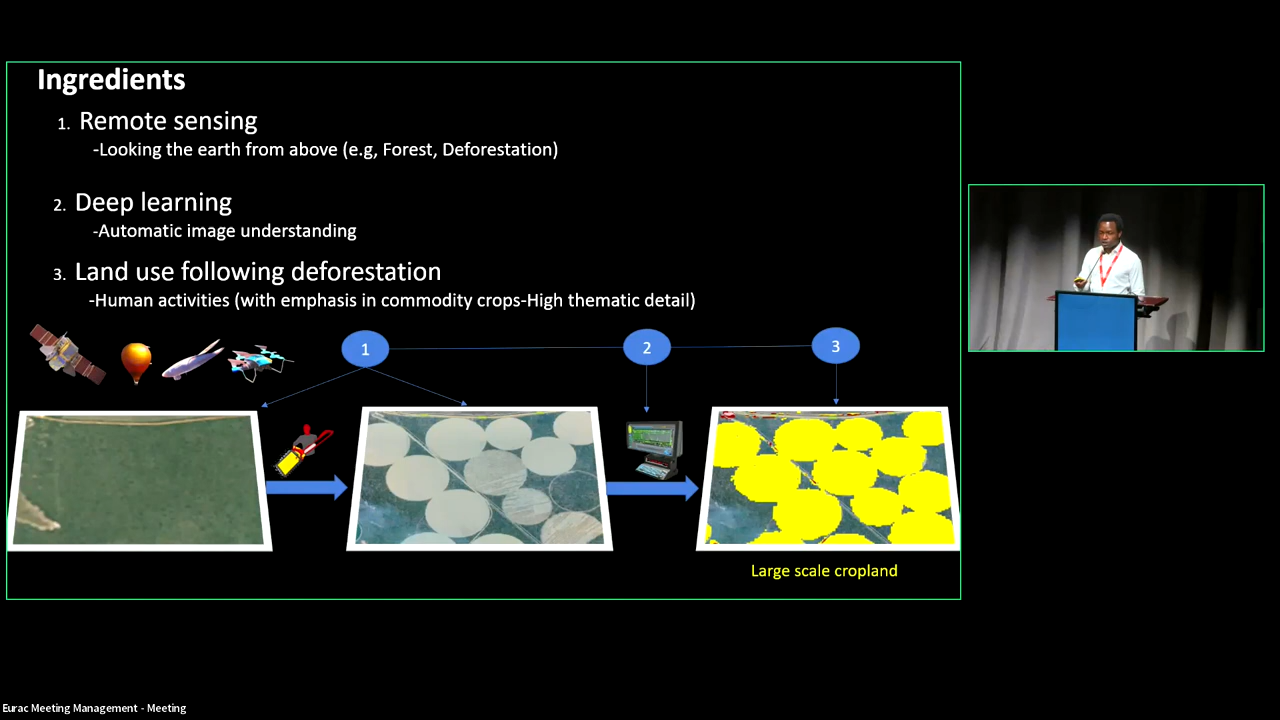 Ingredients
1. Remote sensing
-Looking the earth from above (e.g, Forest, Deforestation)
2. Deep learning
-Automatic image understanding
3. Land use following deforestation
-Human activities (with emphasis in commodity crops-High thematic detail)
1
2
3
Large scale cropland
Eurac Meeting Management - Meeting